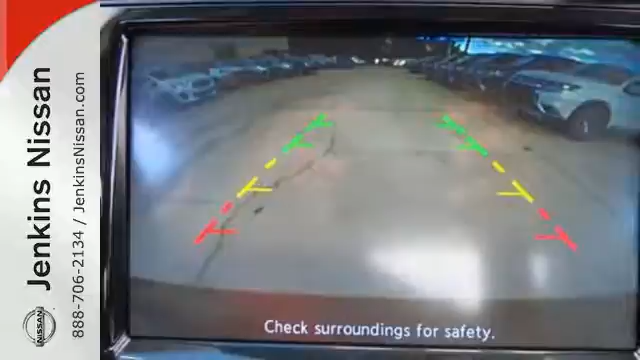 Jenkins Nissan
888-706-2134 / JenkinsNissan.com
NISSAN
Check surroundings for safety.